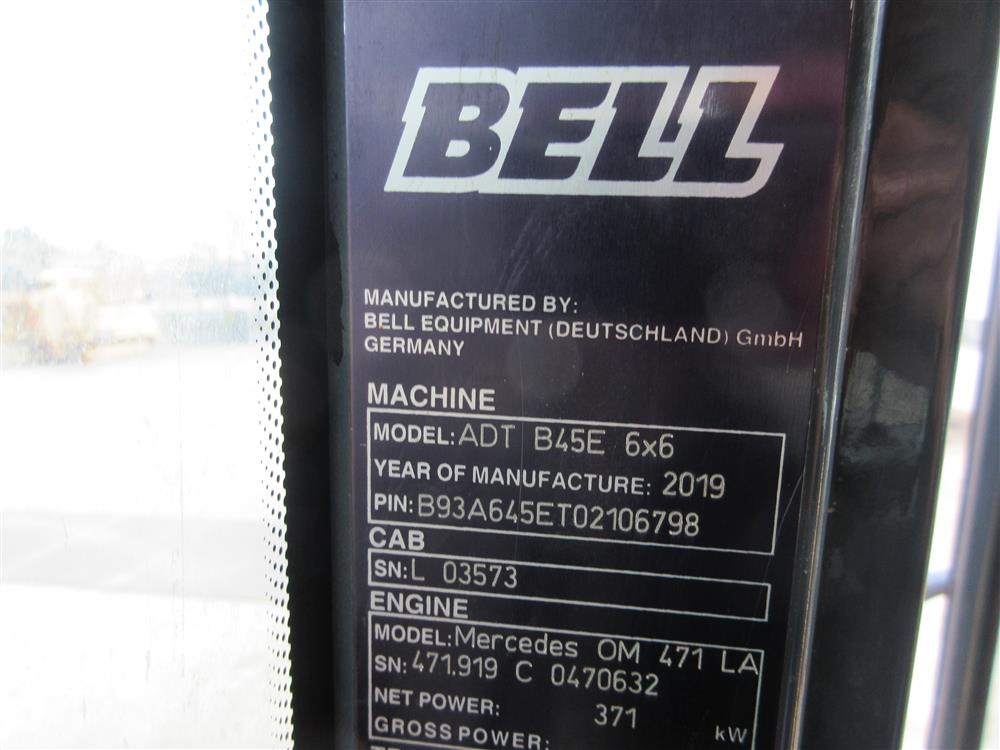 BELL
MANUFACTURED BY:
BELL EQUIPMENT (DEUTSCHLAND) GmbH
GERMANY
MACHINE
MODEL: ADT B45E 6x6
YEAR OF MANUFACTURE: 2019
PIN: B93A645ET02106798
CAB
SN: L 03573
ENGINE
MODEL: Mercedes OM 471 LA
SN: 471.919 C 0470632
NET POWER: 371 kW
GROSS POWER: